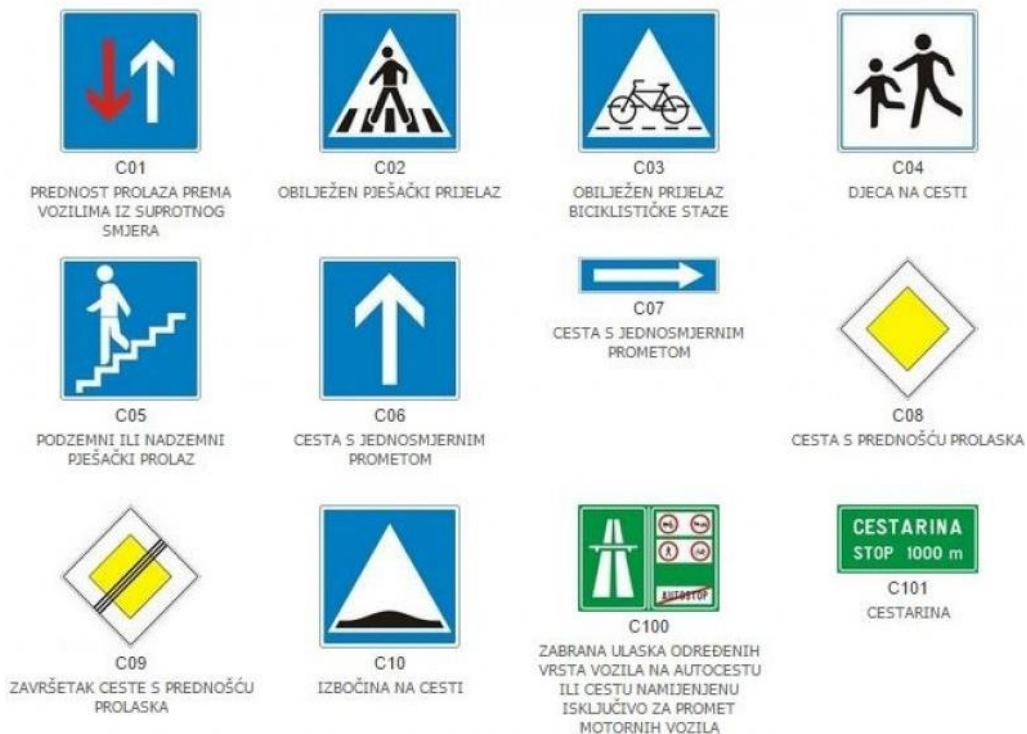 C01
PREDNOST PROLAZA PREMA
VOZILIMA IZ SUPROTNOG
SMJERA
C02
OBILJEŽEN PJEŠAČKI PRIJELAZ
C03
OBILJEŽEN PRIJELAZ
BICIKLISTIČKE STAZE
C04
DJECA NA CESTI
C05
PODZEMNI ILI NADZEMNI
PJEŠAČKI PROLAZ
C06
CESTA S JEDNOSMJERNIM
PROMETOM
C07
CESTA S JEDNOSMJERNIM
PROMETOM
C08
CESTA S PREDNOŠĆU PROLASKA
C09
ZAVRŠETAK CESTE S PREDNOŠĆU
PROLASKA
C10
IZBOČINA NA CESTI
AUTOSTOP
C100
ZABRANA ULASKA ODREĐENIH
VRSTA VOZILA NA AUTOCESTU
ILI CESTU NAMIJENJENU
ISKLJUČIVO ZA PROMET
MOTORNIH VOZILA
CESTARINA
STOP 1000 m
C101
CESTARINA